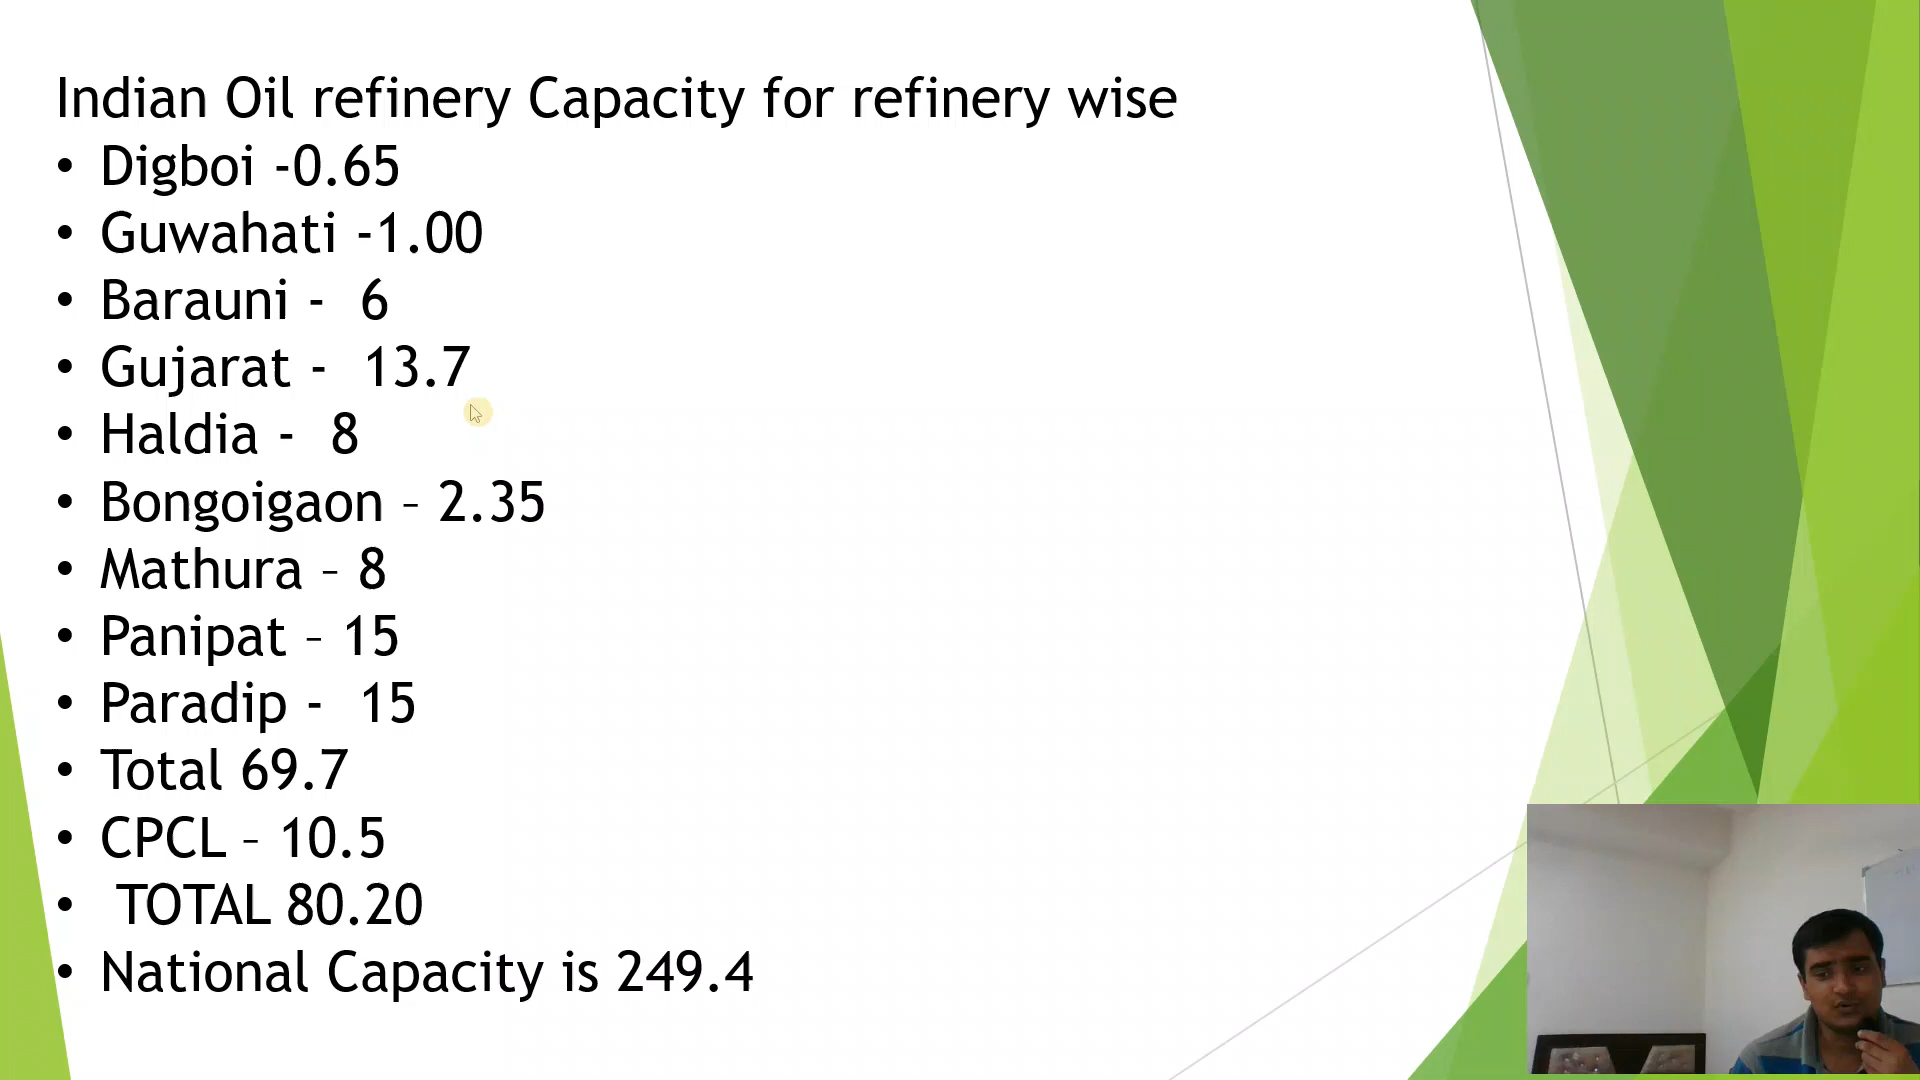 Indian Oil refinery Capacity for refinery wise
• Digboi -0.65
• Guwahati -1.00
• Barauni -  6
• Gujarat -  13.7
• Haldia -  8
• Bongoigaon – 2.35
• Mathura – 8
• Panipat – 15
• Paradip -  15
• Total 69.7
• CPCL – 10.5
•  TOTAL 80.20
• National Capacity is 249.4